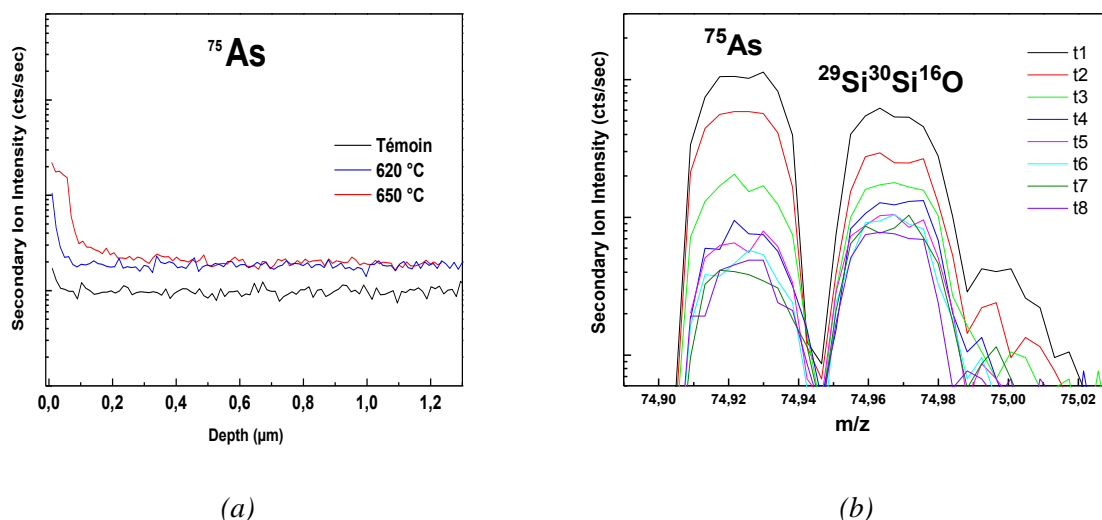 ⁷⁵As
Secondary Ion Intensity (cts/sec)
Témoin
620 °C
650 °C
0,0 0,2 0,4 0,6 0,8 1,0 1,2
Depth (µm)
(a)
⁷⁵As
²⁹Si³⁰Si¹⁶O
Secondary Ion Intensity (cts/sec)
t1
t2
t3
t4
t5
t6
t7
t8
74,90 74,92 74,94 74,96 74,98 75,00 75,02
m/z
(b)